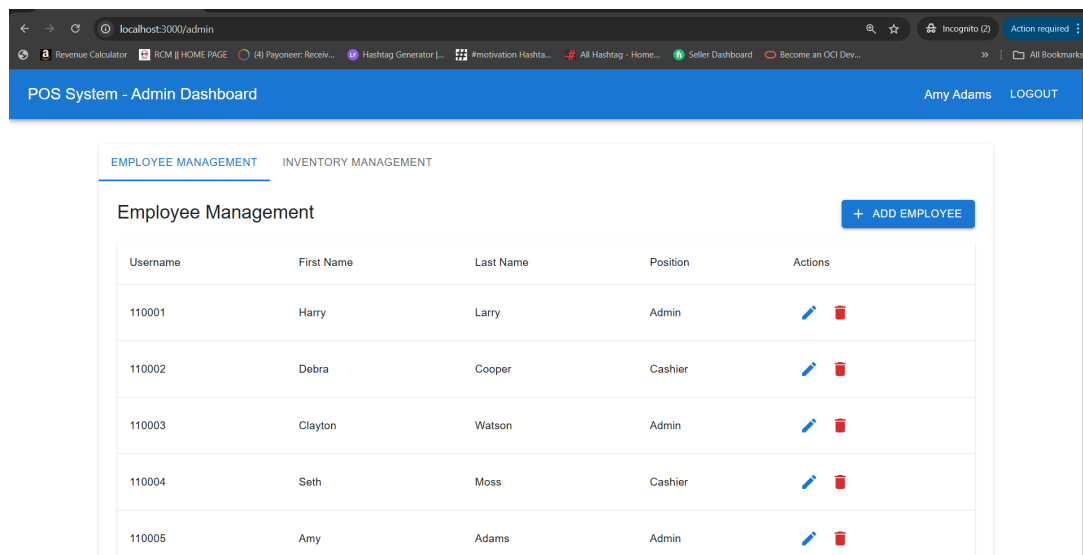 localhost:3000/admin Incognito (2) Action required
Revenue Calculator RCM || HOME PAGE (4) Payoneer: Receiv... Hashtag Generator |... #motivation Hashta... All Hashtag - Home... Seller Dashboard Become an OCI Dev... » All Bookmarks
POS System - Admin Dashboard Amy Adams LOGOUT
EMPLOYEE MANAGEMENT INVENTORY MANAGEMENT
Employee Management + ADD EMPLOYEE
Username First Name Last Name Position Actions
110001 Harry Larry Admin
110002 Debra Cooper Cashier
110003 Clayton Watson Admin
110004 Seth Moss Cashier
110005 Amy Adams Admin